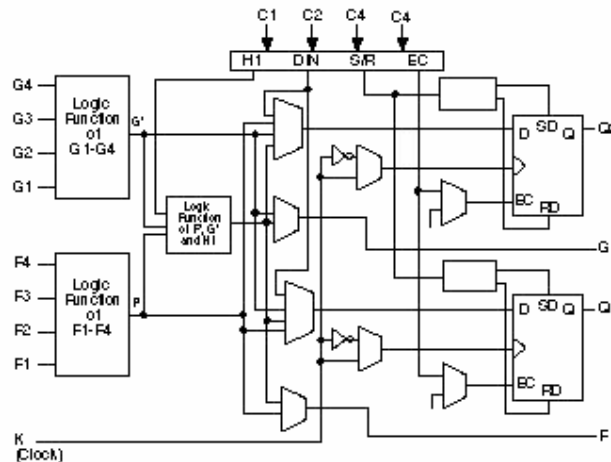 C1 C2 C4 C4
H1 DIN S/R EC
G4
G3
G2
G1
Logic
Function
of
G1-G4
G'
D SD Q
EC
RD
Q
Logic
Function
of F', G'
and H1
G
F4
F3
F2
F1
Logic
Function
of
F1-F4
F'
D SD Q
EC
RD
Q
F
K
(Clock)